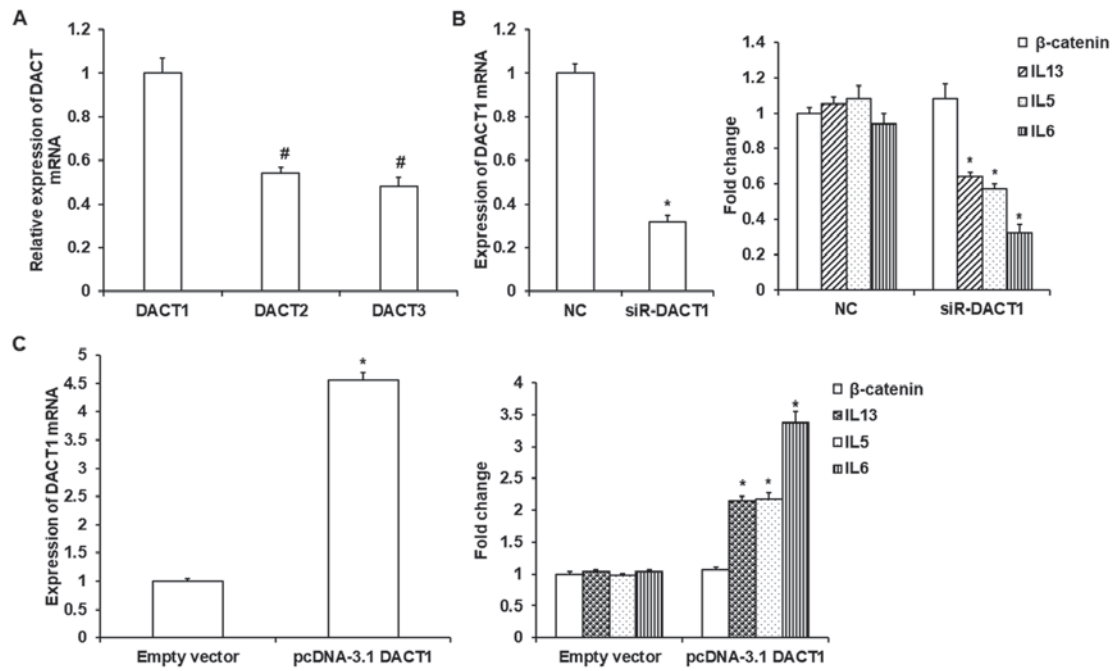 A
Relative expression of DACT
mRNA
1.2
1
0.8
0.6
0.4
0.2
0
#
#
DACT1
DACT2
DACT3
B
Expression of DACT1 mRNA
1.2
1
0.8
0.6
0.4
0.2
0
*
NC
siR-DACT1
Fold change
1.4
1.2
1.0
0.8
0.6
0.4
0.2
0
*
*
*
NC
siR-DACT1
β-catenin
IL13
IL5
IL6
C
Expression of DACT1 mRNA
5
4.5
4
3.5
3
2.5
2
1.5
1
0.5
0
*
Empty vector
pcDNA-3.1 DACT1
Fold change
4
3.5
3
2.5
2
1.5
1
0.5
0
*
*
*
Empty vector
pcDNA-3.1 DACT1
β-catenin
IL13
IL5
IL6